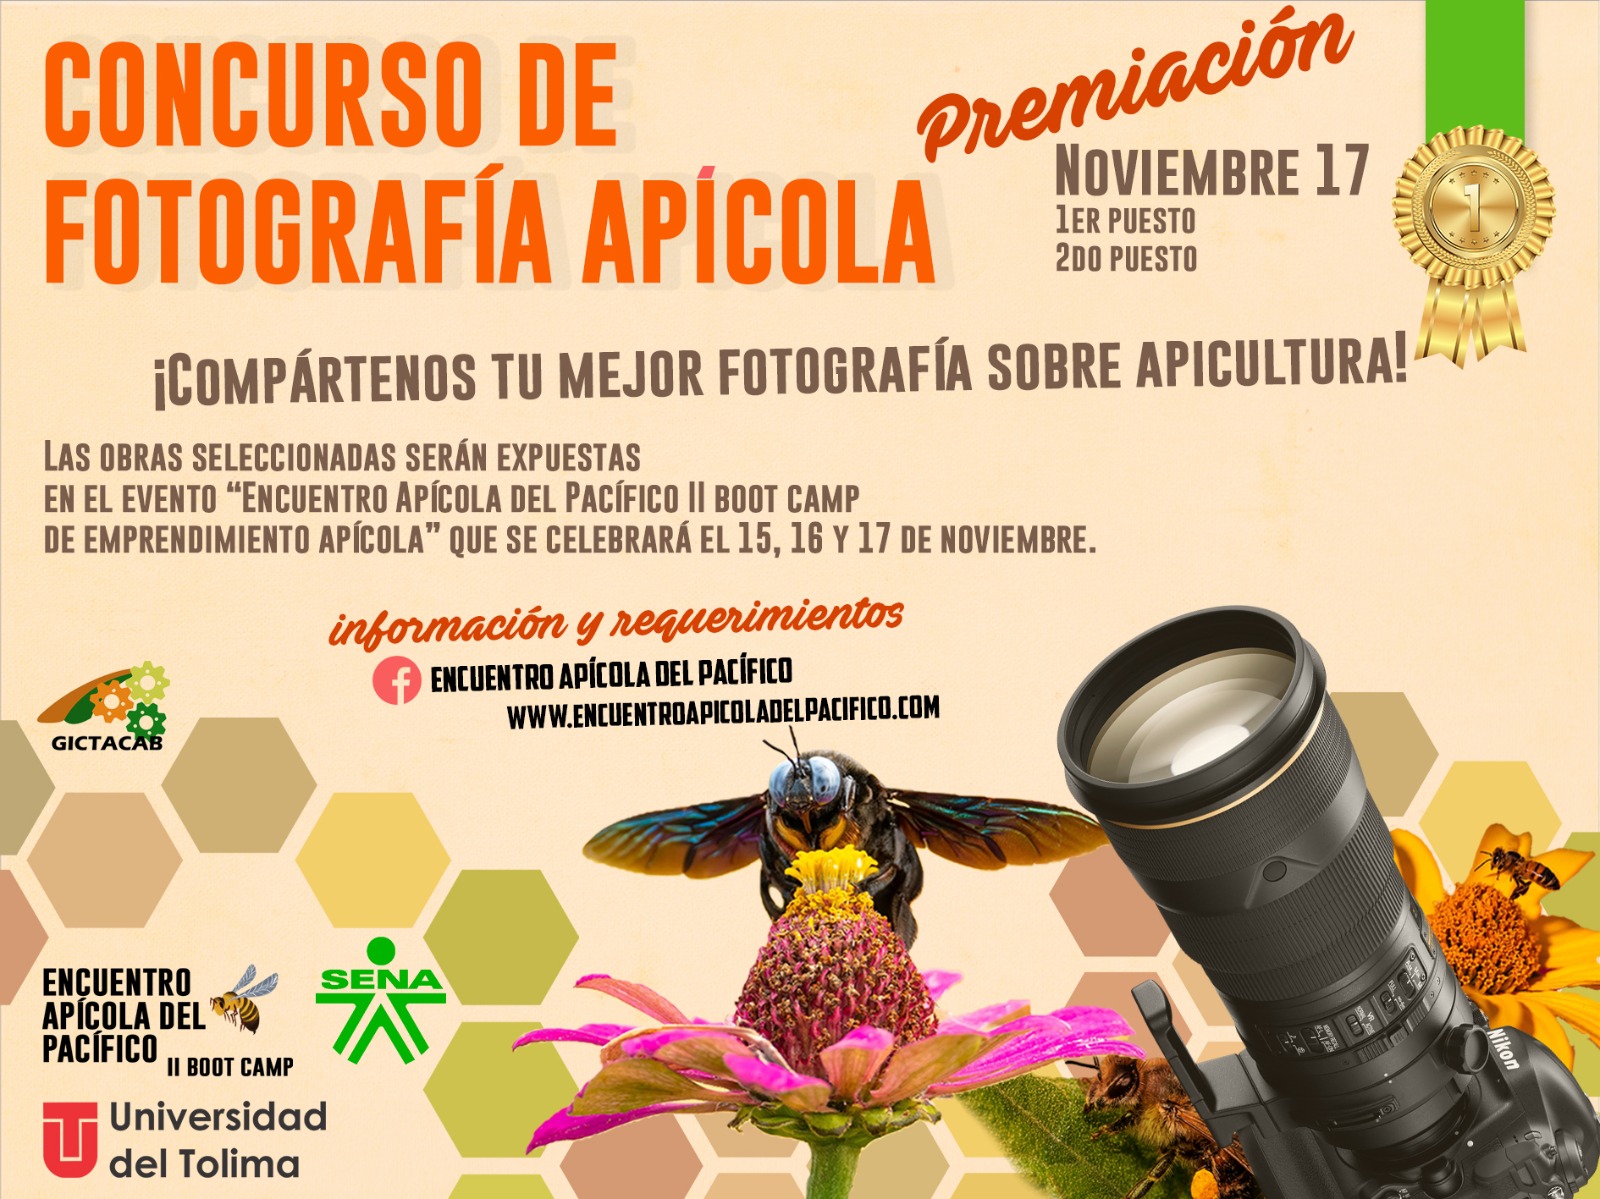 CONCURSO DE
FOTOGRAFÍA APÍCOLA
Premiación
NOVIEMBRE 17
1ER PUESTO
2DO PUESTO
1
¡COMPÁRTENOS TU MEJOR FOTOGRAFÍA SOBRE APICULTURA!
LAS OBRAS SELECCIONADAS SERÁN EXPUESTAS
EN EL EVENTO “ENCUENTRO APÍCOLA DEL PACÍFICO II BOOT CAMP
DE EMPRENDIMIENTO APÍCOLA” QUE SE CELEBRARÁ EL 15, 16 Y 17 DE NOVIEMBRE.
información y requerimientos
f ENCUENTRO APÍCOLA DEL PACÍFICO
WWW.ENCUENTROAPICOLADELPACIFICO.COM
GICTACAB
ENCUENTRO
APÍCOLA DEL
PACÍFICO
II BOOT CAMP
SENA
Universidad
del Tolima
Nikon